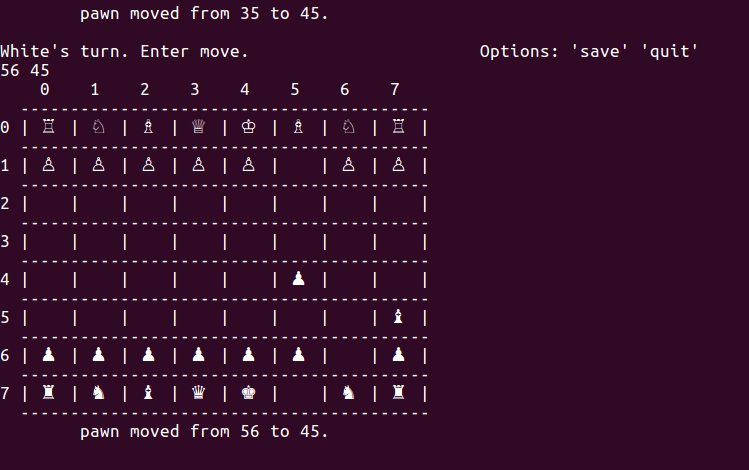 pawn moved from 35 to 45.
White's turn. Enter move. Options: 'save' 'quit'
56 45
0 1 2 3 4 5 6 7
-----------------------------------------
0 | ♖ | ♘ | ♗ | ♕ | ♔ | ♗ | ♘ | ♖ |
-----------------------------------------
1 | ♙ | ♙ | ♙ | ♙ | ♙ |   | ♙ | ♙ |
-----------------------------------------
2 |   |   |   |   |   |   |   |   |
-----------------------------------------
3 |   |   |   |   |   |   |   |   |
-----------------------------------------
4 |   |   |   |   |   | ♟ |   |   |
-----------------------------------------
5 |   |   |   |   |   |   |   | ♝ |
-----------------------------------------
6 | ♟ | ♟ | ♟ | ♟ | ♟ | ♟ |   | ♟ |
-----------------------------------------
7 | ♜ | ♞ | ♝ | ♛ | ♚ |   | ♞ | ♜ |
-----------------------------------------
pawn moved from 56 to 45.